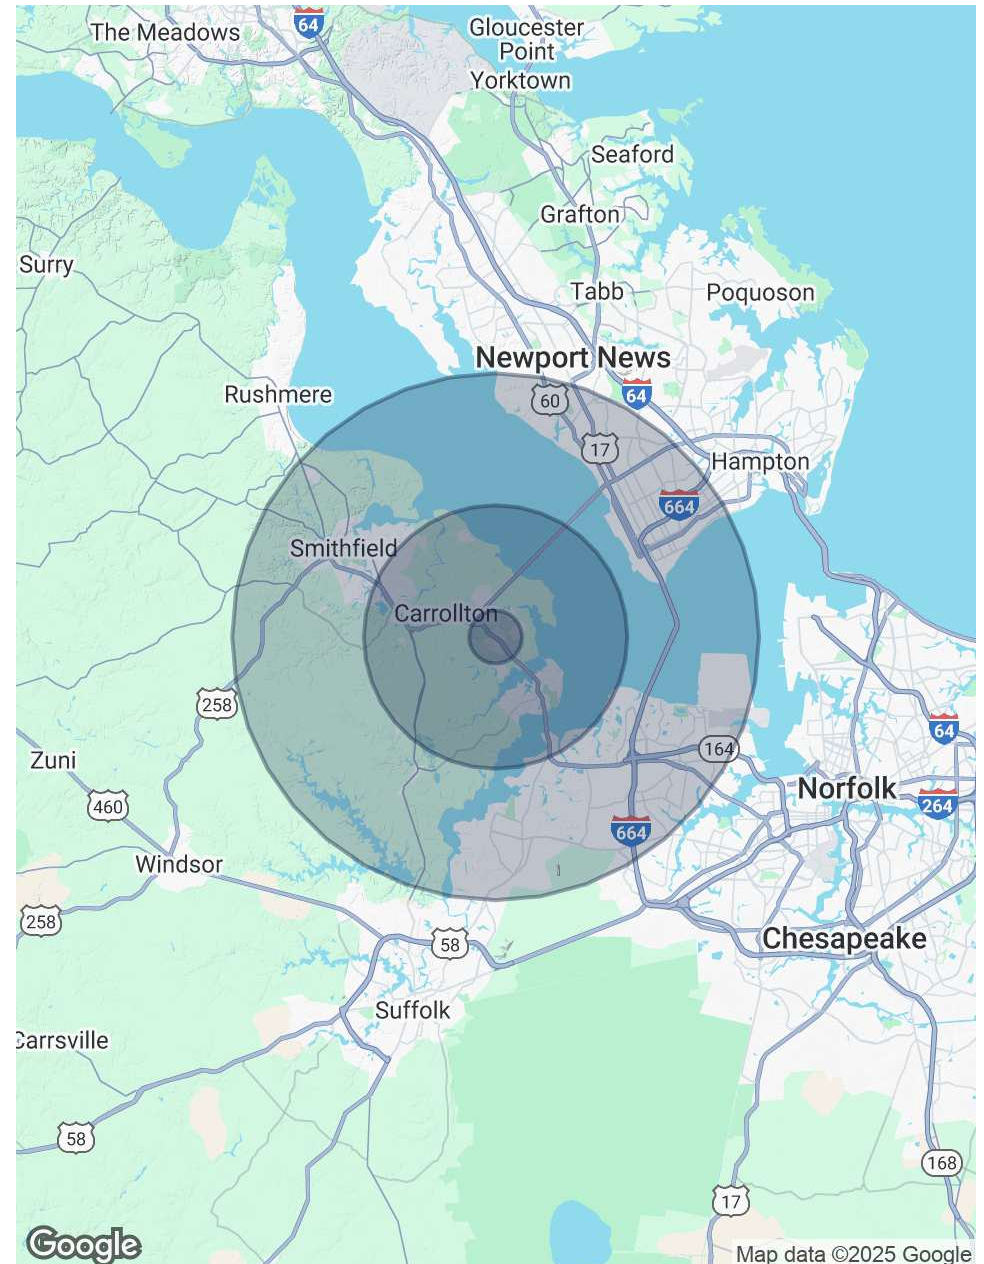 64
The Meadows
Gloucester
Point
Yorktown
Seaford
Grafton
Surry
Tabb
Poquoson
Newport News
Rushmere
60
64
17
Hampton
664
Smithfield
Carrollton
258
164
64
Zuni
Norfolk
460
264
664
Windsor
258
58
Chesapeake
Suffolk
Carrsville
58
168
17
Google
Map data ©2025 Google